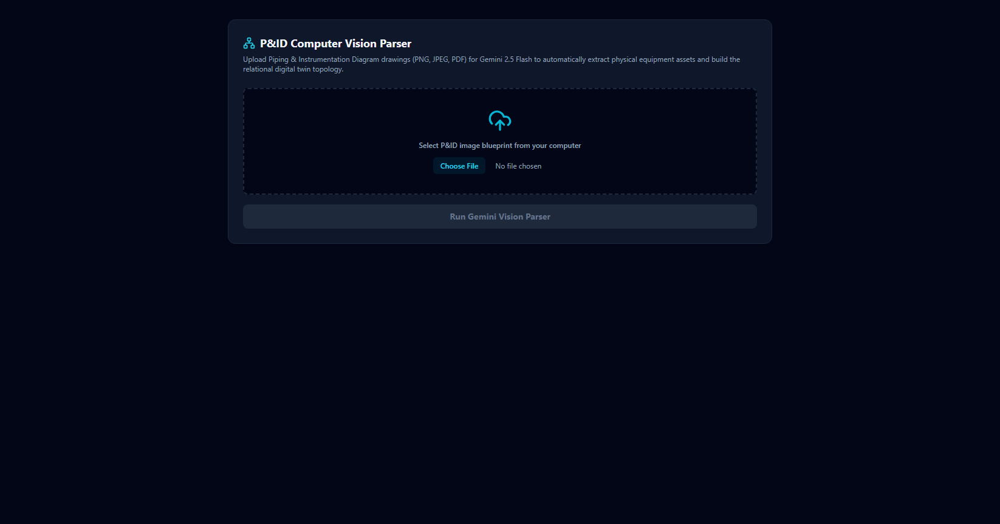 P&ID Computer Vision Parser
Upload Piping & Instrumentation Diagram drawings (PNG, JPEG, PDF) for Gemini 2.5 Flash to automatically extract physical equipment assets and build the
relational digital twin topology.
Select P&ID image blueprint from your computer
Choose File No file chosen
Run Gemini Vision Parser